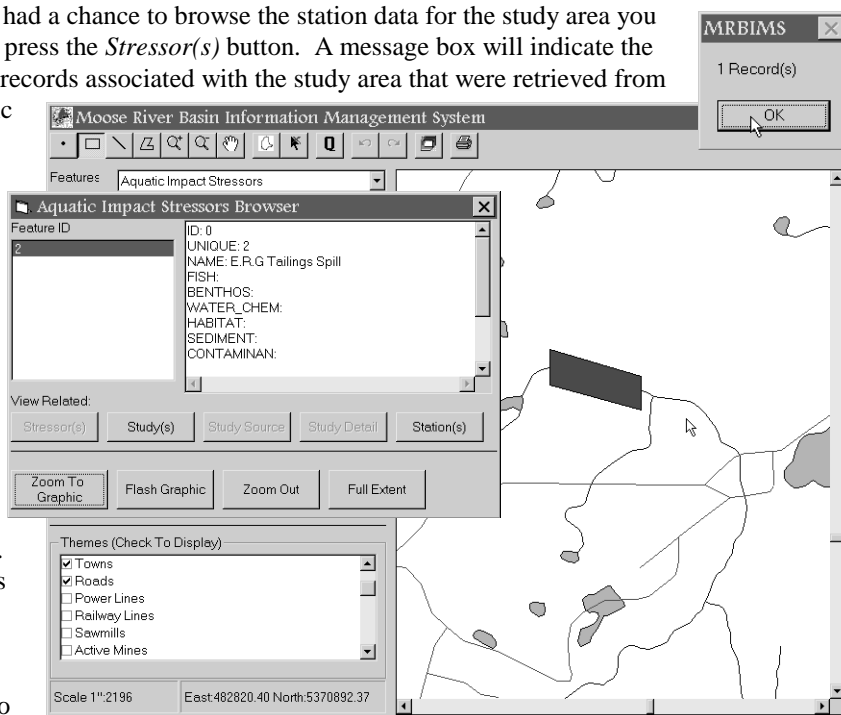 had a chance to browse the station data for the study area you
press the Stressor(s) button. A message box will indicate the
records associated with the study area that were retrieved from
c
MRBIMS
1 Record(s)
OK
Moose River Basin Information Management System
Q
Features
Aquatic Impact Stressors
Aquatic Impact Stressors Browser
Feature ID
2
ID: 0
UNIQUE: 2
NAME: E.R.G Tailings Spill
FISH:
BENTHOS:
WATER_CHEM:
HABITAT:
SEDIMENT:
CONTAMINAN:
View Related:
Stressor(s) Study(s) Study Source Study Detail Station(s)
Zoom To
Graphic
Flash Graphic Zoom Out Full Extent
.
s
o
Themes (Check To Display)
Towns
Roads
Power Lines
Railway Lines
Sawmills
Active Mines
Scale 1":2196 East:482820.40 North:5370892.37